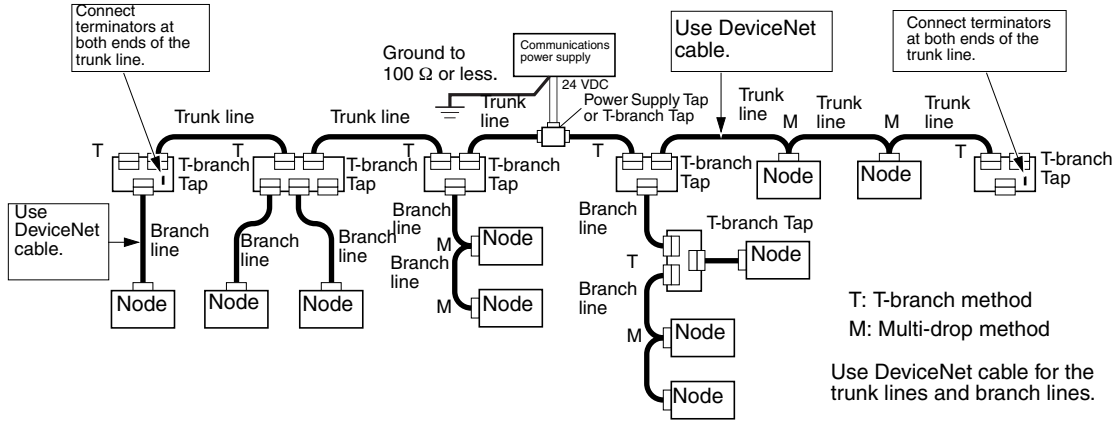 Connect
terminators at
both ends of the
trunk line.
Ground to
100 Ω or less.
Communications
power supply
24 VDC
Use DeviceNet
cable.
Connect terminators
at both ends of the
trunk line.
Power Supply Tap
or T-branch Tap
Trunk line
Trunk line
Trunk
line
Trunk
line
Trunk
line
Trunk
line
T
T
T
T
M
M
T
T-branch
Tap
T-branch
Tap
T-branch
Tap
T-branch
Tap
Node
Node
T-branch
Tap
Use
DeviceNet
cable.
Branch
line
Branch
line
Branch
line
Branch
line
M
Branch
line
M
Node
Node
Node
Node
Node
Branch
line
T-branch Tap
T
Node
Branch
line
M
Node
Node
T: T-branch method
M: Multi-drop method
Use DeviceNet cable for the
trunk lines and branch lines.